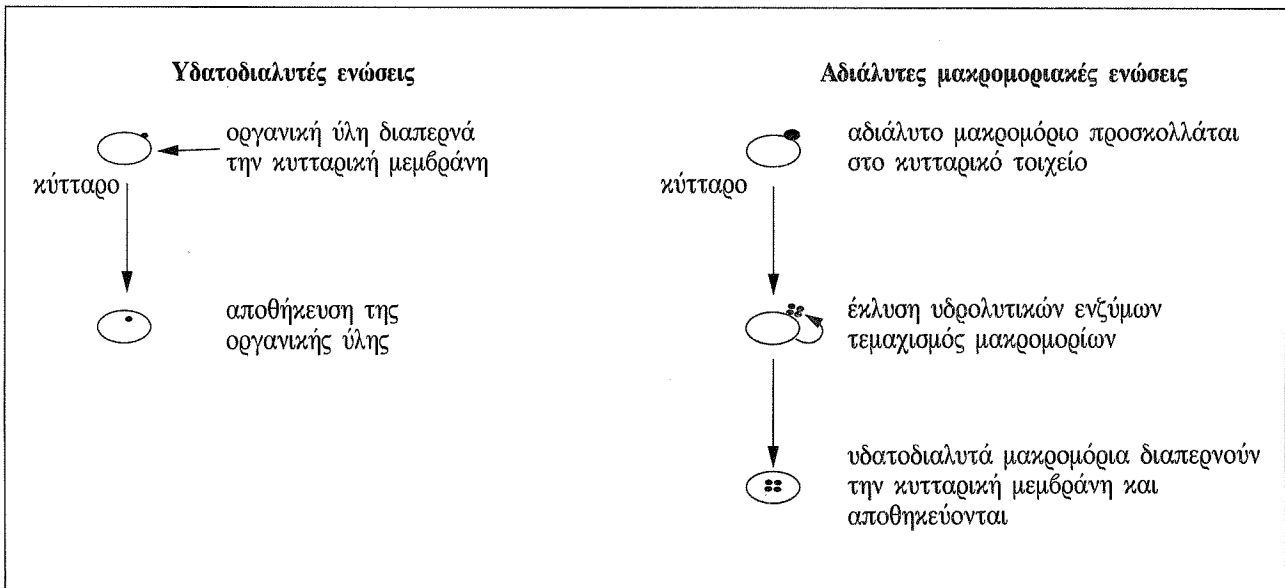 Υδατοδιαλυτές ενώσεις
οργανική ύλη διαπερνά
την κυτταρική μεμβράνη
κύτταρο
αποθήκευση της
οργανικής ύλης
Αδιάλυτες μακρομοριακές ενώσεις
αδιάλυτο μακρομόριο προσκολλάται
στο κυτταρικό τοιχείο
κύτταρο
έκλυση υδρολυτικών ενζύμων
τεμαχισμός μακρομορίων
υδατοδιαλυτά μακρομόρια διαπερνούν
την κυτταρική μεμβράνη και
αποθηκεύονται